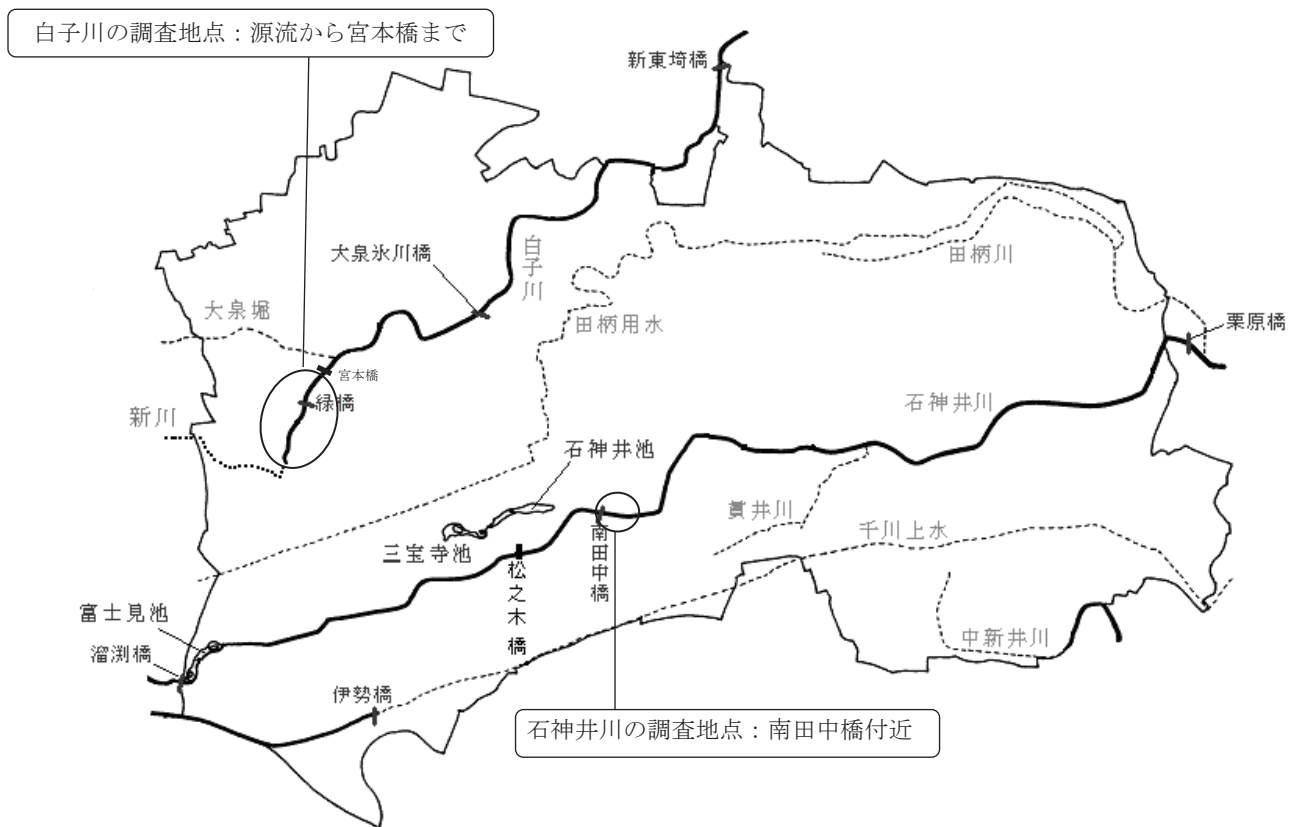 白子川の調査地点：源流から宮本橋まで
新東埼橋
白子川
大泉氷川橋
田柄川
大泉堀
田柄用水
栗原橋
宮本橋
緑橋
石神井川
新川
石神井池
貫井川
千川上水
三宝寺池
南田中橋
松之木橋
富士見池
溜渕橋
中新井川
伊勢橋
石神井川の調査地点：南田中橋付近